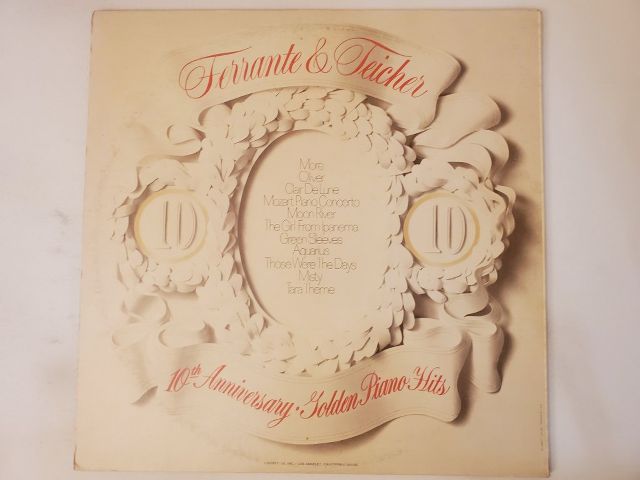 Ferrante & Teicher
More
Oliver
Clair De Lune
Mozart Piano Concerto
Moon River
The Girl From Ipanema
Green Sleeves
Aquarius
Those Were The Days
Misty
Tara Theme
10
10
10th Anniversary · Golden Piano Hits